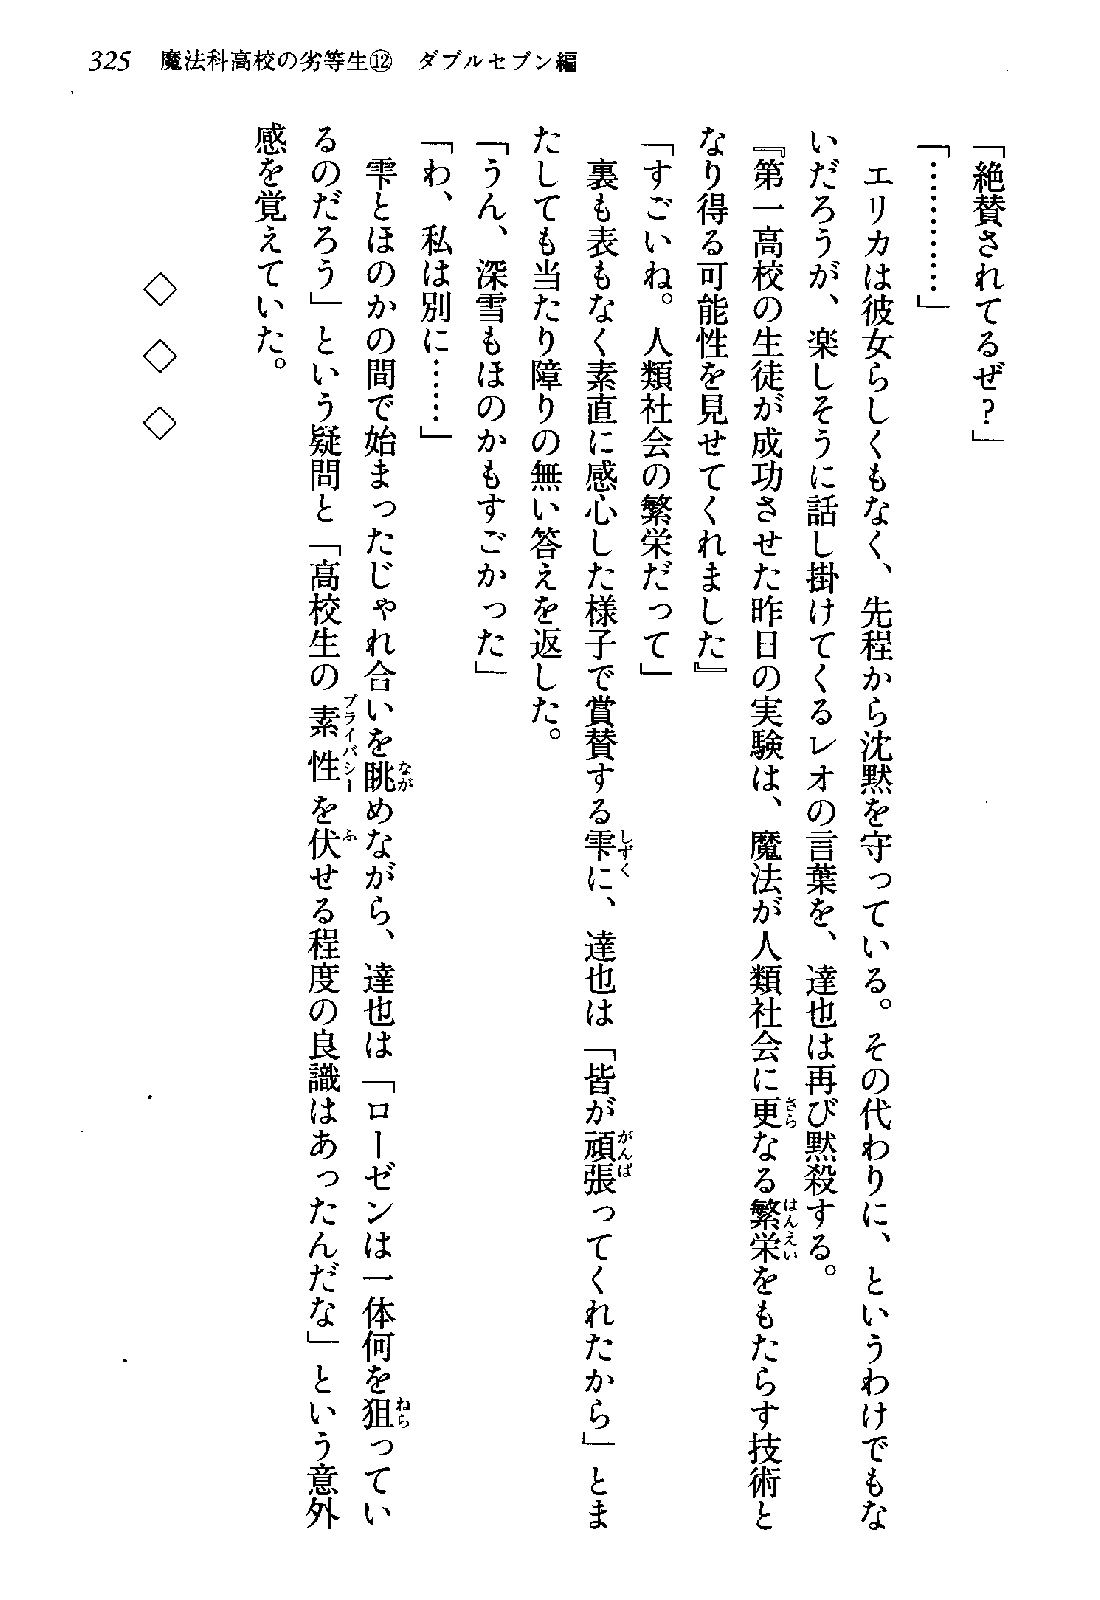 325 魔法科高校の劣等生⑫ ダブルセブン編
「絶賛されてるぜ？」
「…………」
エリカは彼女らしくもなく、先程から沈黙を守っている。その代わりに、というわけでもな
いだろうが、楽しそうに話し掛けてくるレオの言葉を、達也は再び黙殺する。
『第一高校の生徒が成功させた昨日の実験は、魔法が人類社会に更なる繁栄をもたらす技術と
なり得る可能性を見せてくれました』
「すごいね。人類社会の繁栄だって」
裏も表もなく素直に感心した様子で賞賛する雫に、達也は「皆が頑張ってくれたから」とま
たしても当たり障りの無い答えを返した。
「うん、深雪もほのかもすごかった」
「わ、私は別に……」
雫とほのかの間で始まったじゃれ合いを眺めながら、達也は「ローゼンは一体何を狙ってい
るのだろう」という疑問と「高校生の素性を伏せる程度の良識はあったんだな」という意外
感を覚えていた。
◇ ◇ ◇